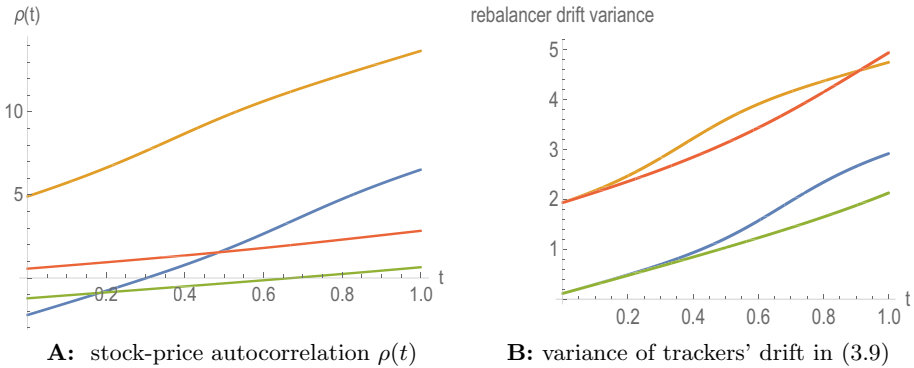 ρ(t)
10
5
0.2 0.4 0.6 0.8 1.0 t
A: stock-price autocorrelation ρ(t)
rebalancer drift variance
5
4
3
2
1
0.2 0.4 0.6 0.8 1.0 t
B: variance of trackers' drift in (3.9)